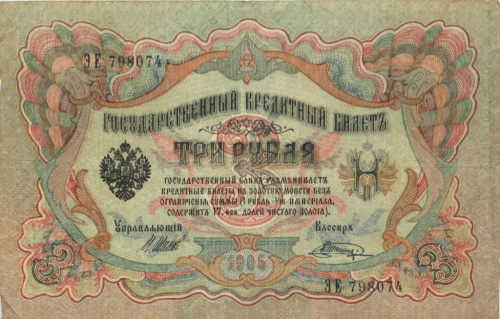 ЭЕ 798074
ГОСУДАРСТВЕННЫЙ КРЕДИТНЫЙ БИЛЕТЪ
ТРИ РУБЛЯ
ГОСУДАРСТВЕННЫЙ БАНКЪ РАЗМѢНИВАЕТЪ
КРЕДИТНЫЕ БИЛЕТЫ НА ЗОЛОТУЮ МОНЕТУ БЕЗЪ
ОГРАНИЧЕНІЯ СУММЫ (1 РУБЛЬ = 1/15 ИМПЕРІАЛА,
СОДЕРЖИТЪ 17,424 ДОЛЕЙ ЧИСТАГО ЗОЛОТА).
Управляющій
Кассиръ
1905
ЭЕ 798074